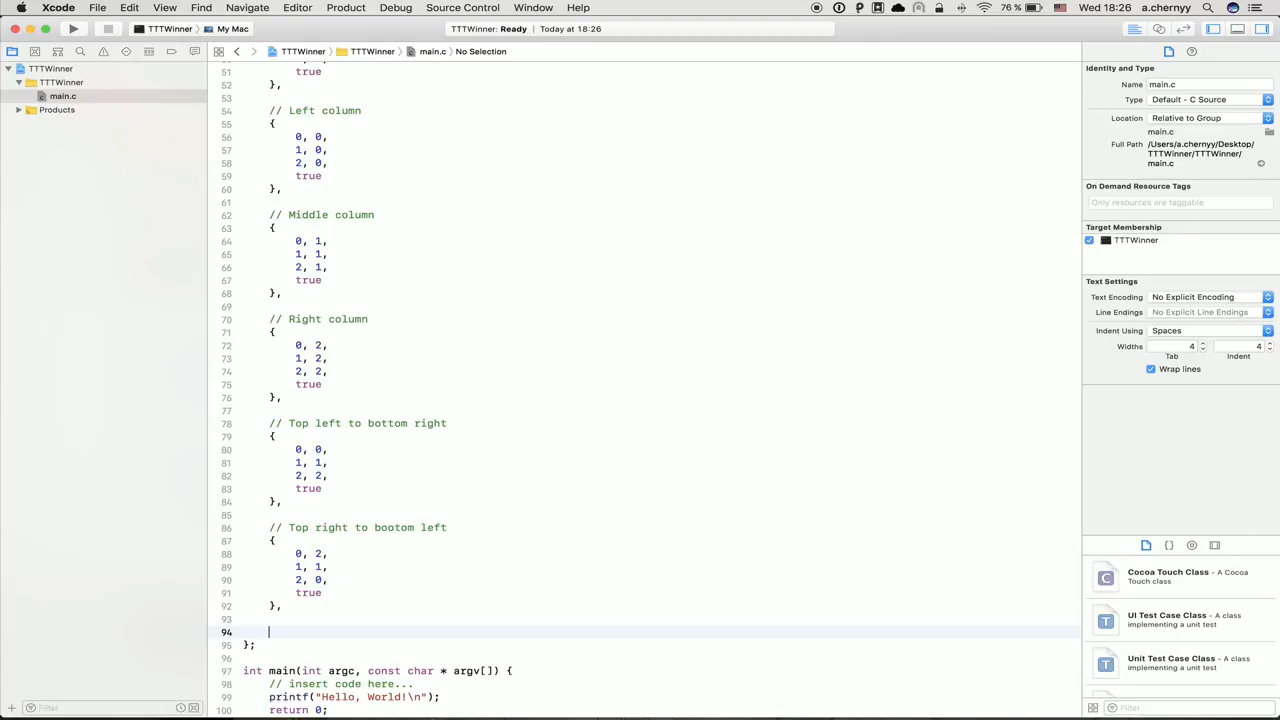 Xcode File Edit View Find Navigate Editor Product Debug Source Control Window Help 76 % Wed 18:26 a.chernyy
TTTWinner My Mac TTTWinner: Ready Today at 18:26
TTTWinner TTTWinner main.c No Selection
TTTWinner
TTTWinner
main.c
Products
51 true
52 },
53
54 // Left column
55 {
56 0, 0,
57 1, 0,
58 2, 0,
59 true
60 },
61
62 // Middle column
63 {
64 0, 1,
65 1, 1,
66 2, 1,
67 true
68 },
69
70 // Right column
71 {
72 0, 2,
73 1, 2,
74 2, 2,
75 true
76 },
77
78 // Top left to bottom right
79 {
80 0, 0,
81 1, 1,
82 2, 2,
83 true
84 },
85
86 // Top right to bootom left
87 {
88 0, 2,
89 1, 1,
90 2, 0,
91 true
92 },
93
94
95 };
96
97 int main(int argc, const char * argv[]) {
98 // insert code here...
99 printf("Hello, World!\n");
100 return 0;
Filter
Identity and Type
Name main.c
Type Default - C Source
Location Relative to Group
main.c
Full Path /Users/a.chernyy/Desktop/
TTTWinner/TTTWinner/
main.c
On Demand Resource Tags
Only resources are taggable
Target Membership
TTTWinner
Text Settings
Text Encoding No Explicit Encoding
Line Endings No Explicit Line Endings
Indent Using Spaces
Widths 4 4
Tab Indent
Wrap lines
C Cocoa Touch Class - A Cocoa
Touch class
T UI Test Case Class - A class
implementing a unit test
T Unit Test Case Class - A class
implementing a unit test
Filter